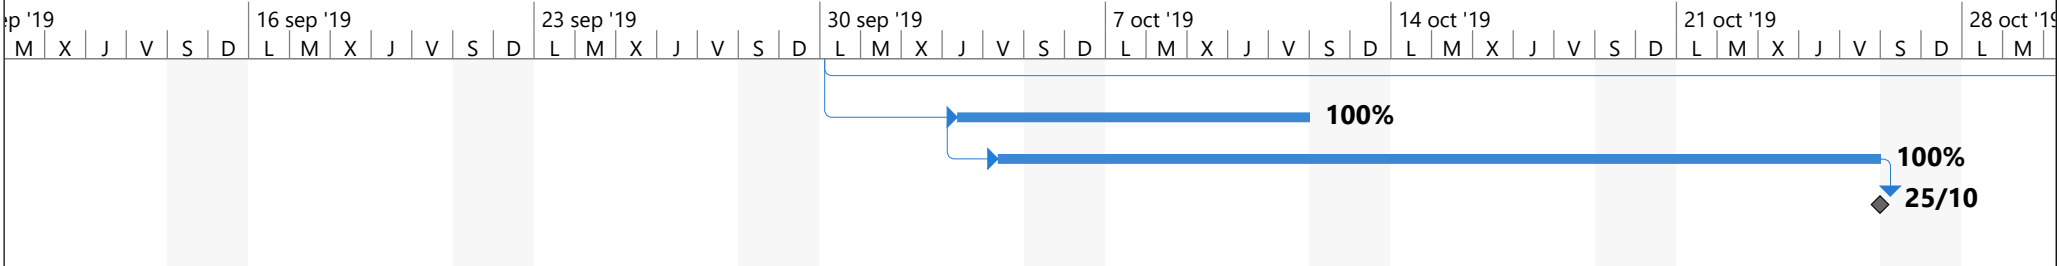 ep '19 16 sep '19 23 sep '19 30 sep '19 7 oct '19 14 oct '19 21 oct '19 28 oct '19
M X J V S D L M X J V S D L M X J V S D L M X J V S D L M X J V S D L M X J V S D L M X J V S D L M
100%
100%
25/10